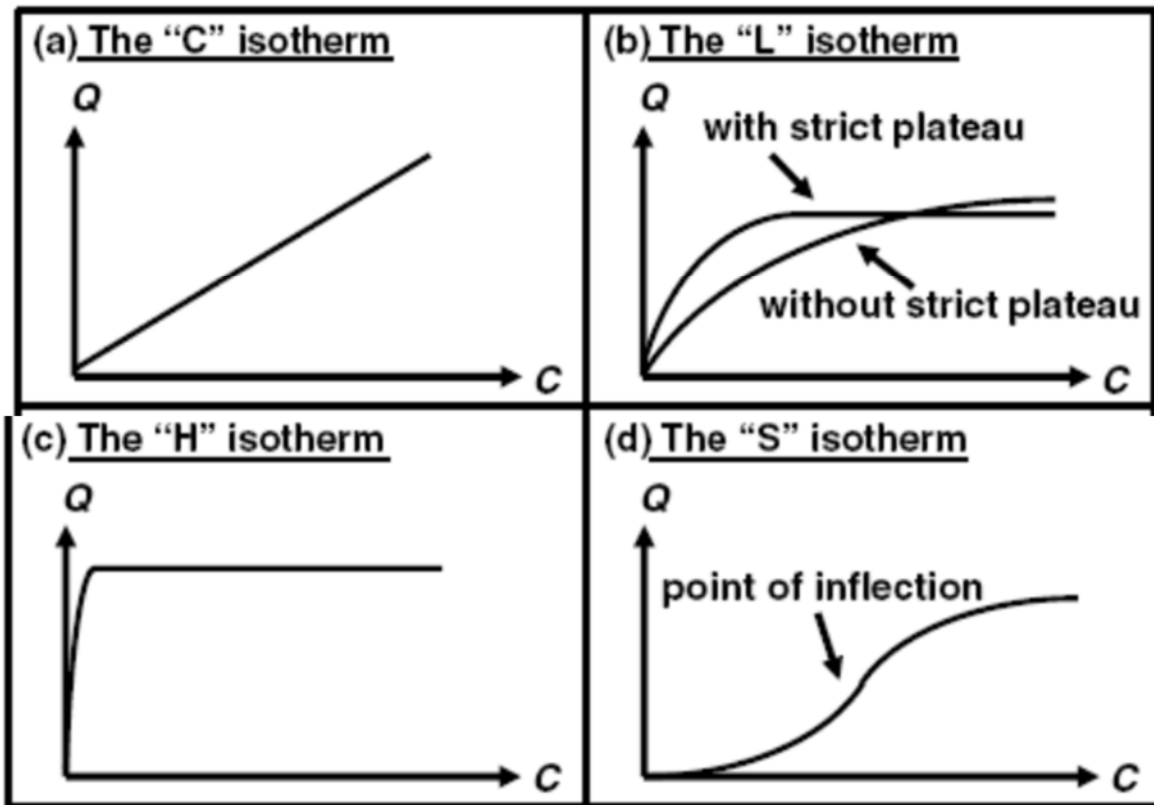 (a) The “C” isotherm
Q
C
(b) The “L” isotherm
Q
with strict plateau
without strict plateau
C
(c) The “H” isotherm
Q
C
(d) The “S” isotherm
Q
point of inflection
C